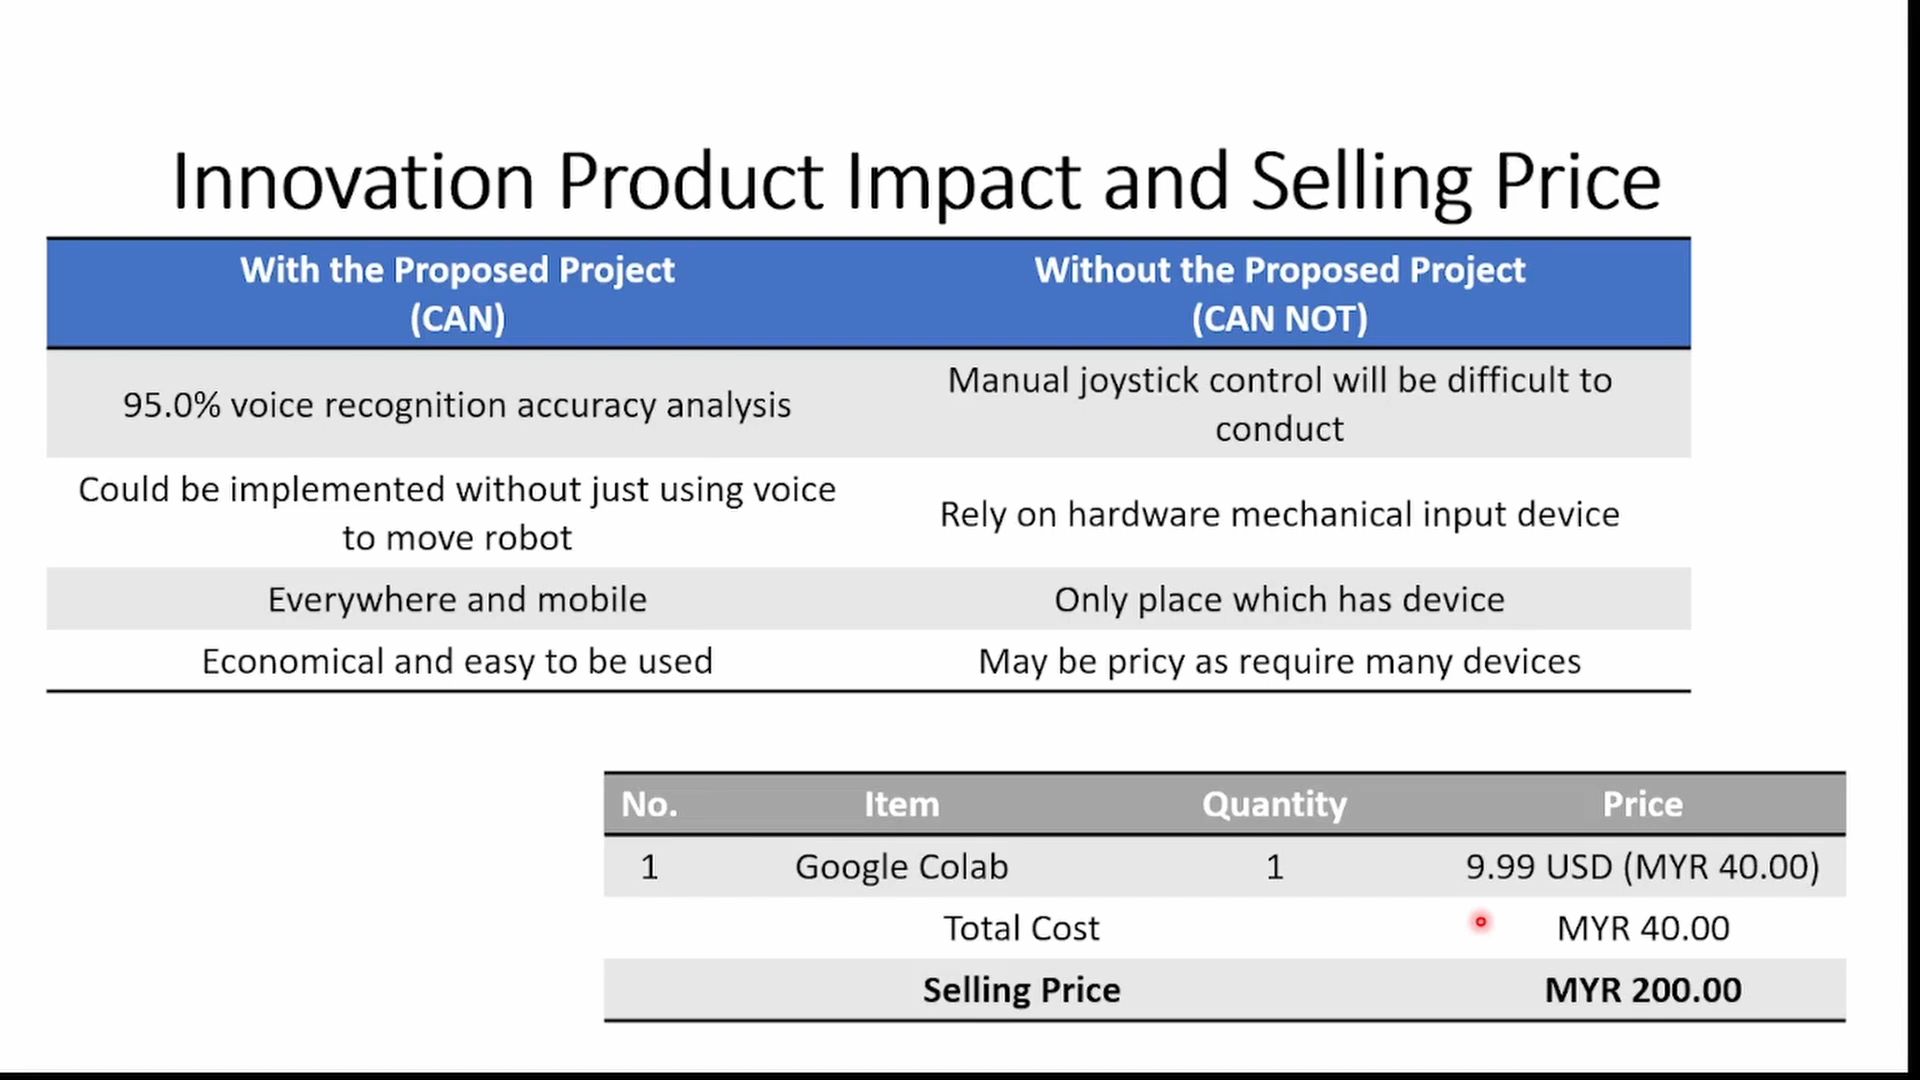 Innovation Product Impact and Selling Price
With the Proposed Project
(CAN)
Without the Proposed Project
(CAN NOT)
95.0% voice recognition accuracy analysis
Manual joystick control will be difficult to
conduct
Could be implemented without just using voice
to move robot
Rely on hardware mechanical input device
Everywhere and mobile
Only place which has device
Economical and easy to be used
May be pricy as require many devices
No. Item Quantity Price
1 Google Colab 1 9.99 USD (MYR 40.00)
Total Cost MYR 40.00
Selling Price MYR 200.00